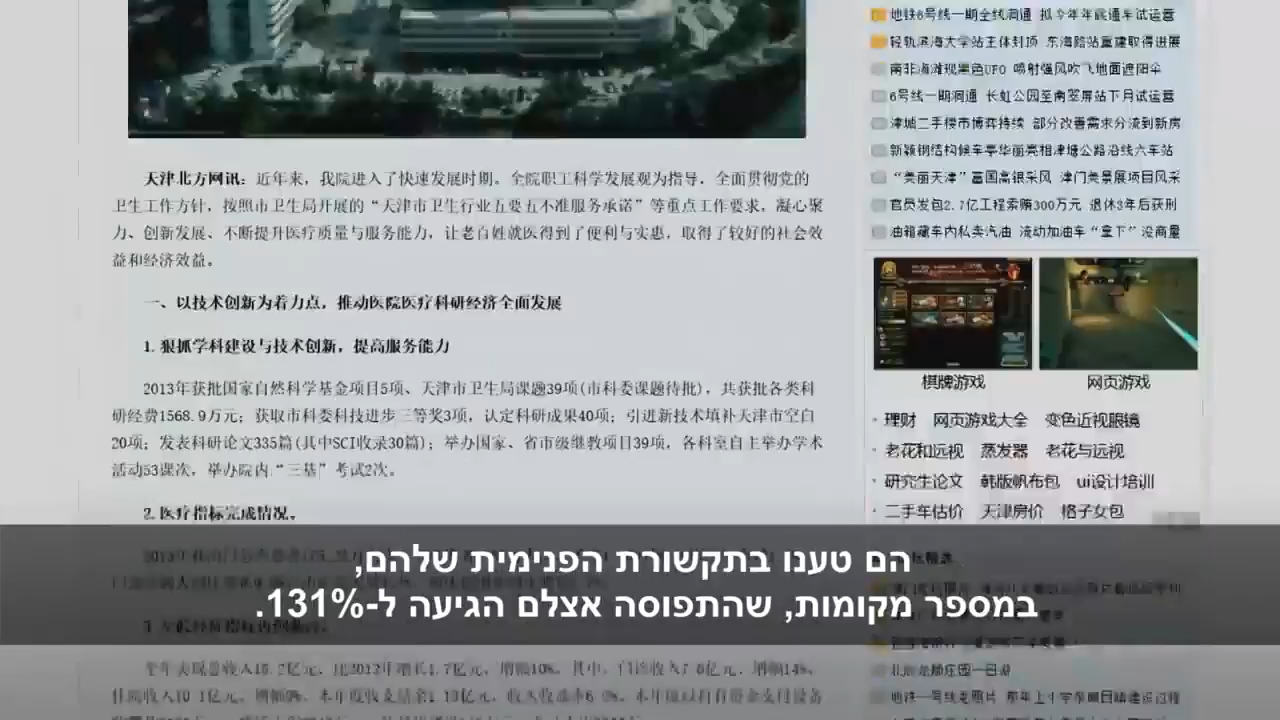 天津北方网讯：近年来，我院进入了快速发展时期。全院职工科学发展观为指导，全面贯彻党的
卫生工作方针，按照市卫生局开展的“天津市卫生行业五要五不准服务承诺”等重点工作要求，凝心聚
力、创新发展、不断提升医疗质量与服务能力，让老百姓就医得到了便利与实惠，取得了较好的社会效
益和经济效益。
一、以技术创新为着力点，推动医院医疗科研经济全面发展
1. 狠抓学科建设与技术创新，提高服务能力
2013年获批国家自然科学基金项目5项、天津市卫生局课题39项(市科委课题待批)，共获批各类科
研经费1568.9万元；获取市科委科技进步三等奖3项，认定科研成果40项；引进新技术填补天津市空白
20项；发表科研论文335篇(其中SCI收录30篇)；举办国家、省市级继教项目39项，各科室自主举办学术
活动53课次，举办院内“三基”考试2次。
2. 医疗指标完成情况。
地铁6号线一期全线洞通 拟今年年底通车试运营
轻轨滨海大学站主体封顶 东海路站重建取得进展
南非海滩现黑色UFO 喷射强风吹飞地面遮阳伞
6号线一期洞通 长虹公园至南翠屏站下月试运营
津城二手楼市博弈持续 部分改善需求分流到新房
新颖钢结构候车亭华丽亮相津塘公路沿线六车站
“美丽天津”富国高银采风 津门美景展项目风采
官员发包2.7亿工程索贿300万元 退休3年后获刑
油箱藏车内私卖汽油 流动加油车“拿下”没商量
棋牌游戏 网页游戏
· 理财 网页游戏大全 变色近视眼镜
· 老花和远视 蒸发器 老花与远视
· 研究生论文 韩版帆布包 ui设计培训
· 二手车估价 天津房价 格子女包
הם טענו בתקשורת הפנימית שלהם,
במספר מקומות, שהתפוסה אצלם הגיעה ל-131%.